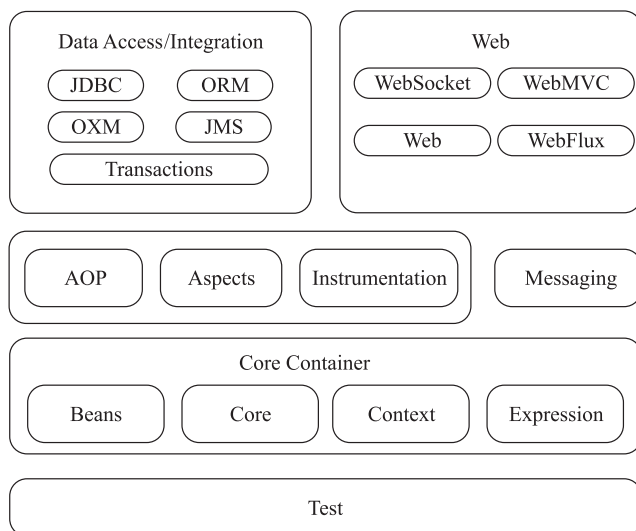 Data Access/Integration
JDBC
ORM
OXM
JMS
Transactions
Web
WebSocket
WebMVC
Web
WebFlux
AOP
Aspects
Instrumentation
Messaging
Core Container
Beans
Core
Context
Expression
Test